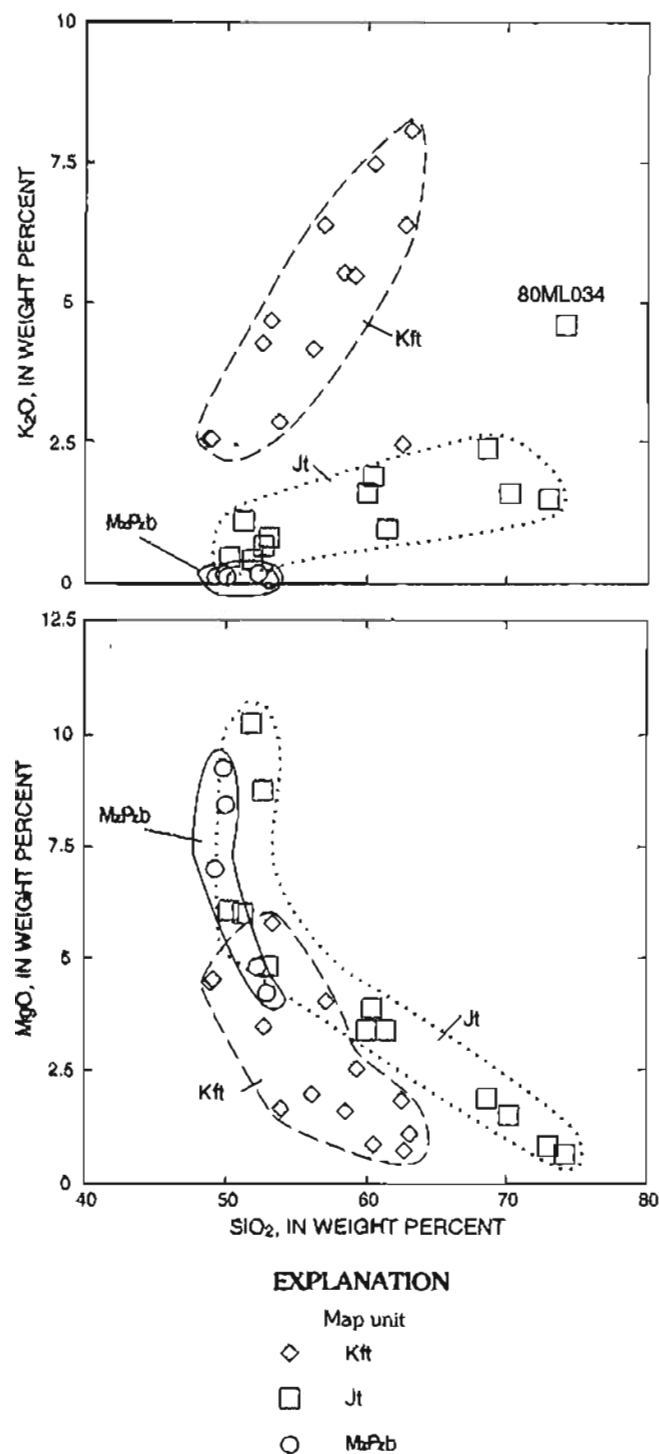 10
7.5
5
2.5
0
K₂O, IN WEIGHT PERCENT
80ML034
Kft
Jt
MzPzb
12.5
10
7.5
5
2.5
0
MgO, IN WEIGHT PERCENT
MzPzb
Jt
Kft
40 50 60 70 80
SIO₂, IN WEIGHT PERCENT
EXPLANATION
Map unit
Kft
Jt
MzPzb